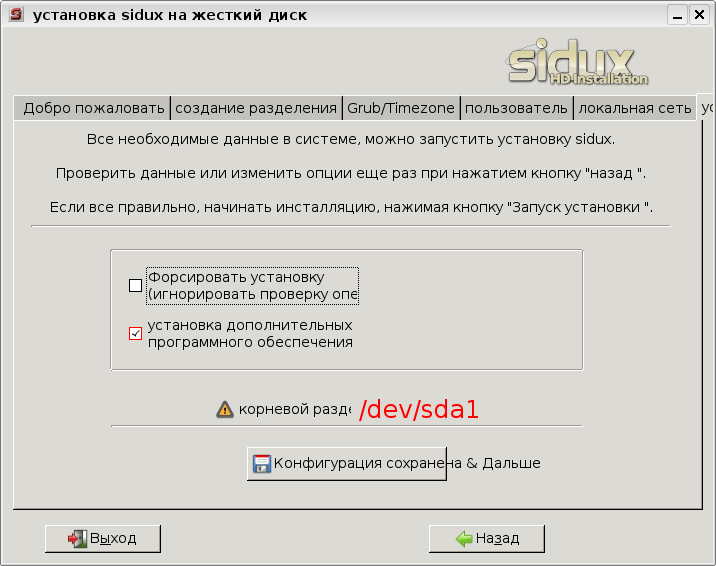 установка sidux на жесткий диск
sidux
HD-Installation
Добро пожаловать создание разделения Grub/Timezone пользователь локальная сеть ус
Все необходимые данные в системе, можно запустить установку sidux.
Проверить данные или изменить опции еще раз при нажатием кнопку "назад ".
Если все правильно, начинать инсталляцию, нажимая кнопку "Запуск установки ".
Форсировать установку
(игнорировать проверку опе
установка дополнительных
программного обеспечения
корневой разде /dev/sda1
Конфигурация сохранена & Дальше
Выход Назад